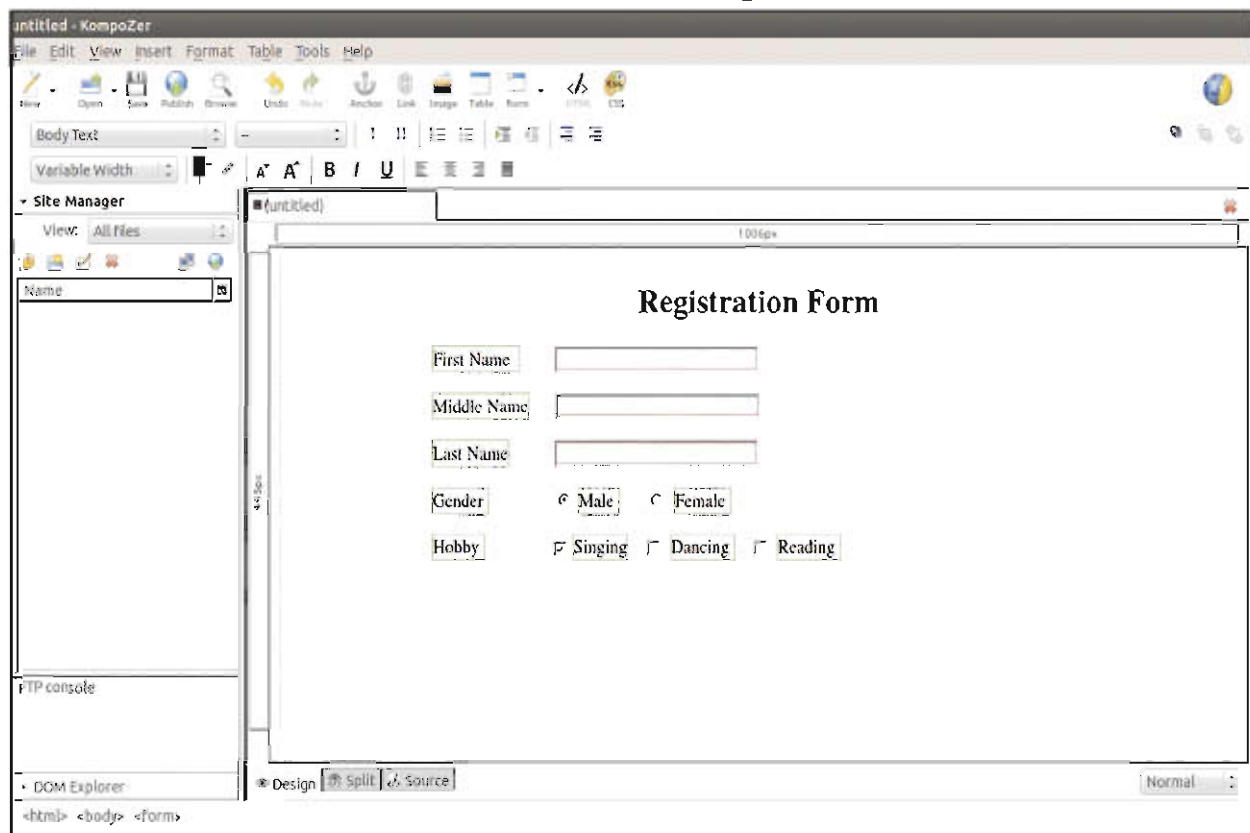 untitled - KompoZer
File Edit View Insert Format Table Tools Help
New Open Save Publish Browse Undo Redo Anchor Link Image Table Form HTML CSS
Body Text
Variable Width A A B I U
Site Manager
(untitled)
View: All files
1006px
Name
Registration Form
First Name
Middle Name
Last Name
445px
Gender Male Female
Hobby Singing Dancing Reading
FTP console
DOM Explorer
Design Split Source Normal
<html> <body> <form>